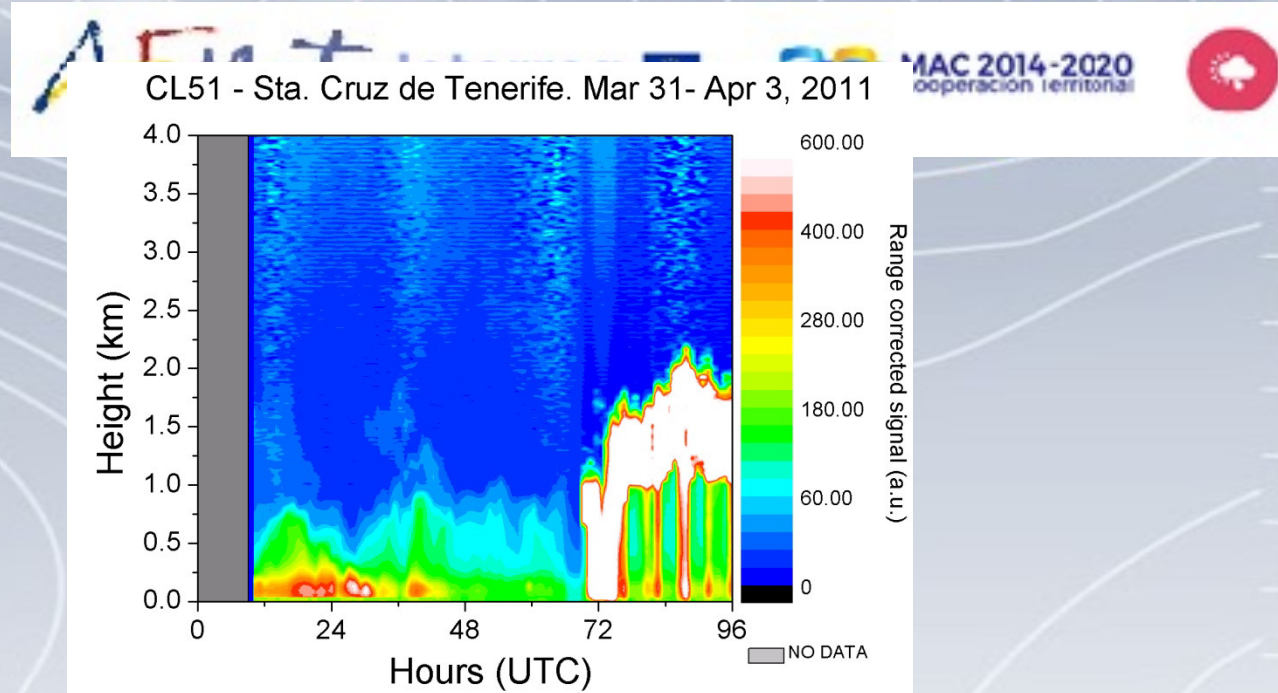 MAC 2014-2020
CL51 - Sta. Cruz de Tenerife. Mar 31- Apr 3, 2011
4.0
3.5
3.0
2.5
2.0
1.5
1.0
0.5
0.0
Height (km)
0 24 48 72 96
Hours (UTC)
600.00
400.00
280.00
180.00
60.00
0
Range corrected signal (a.u.)
NO DATA